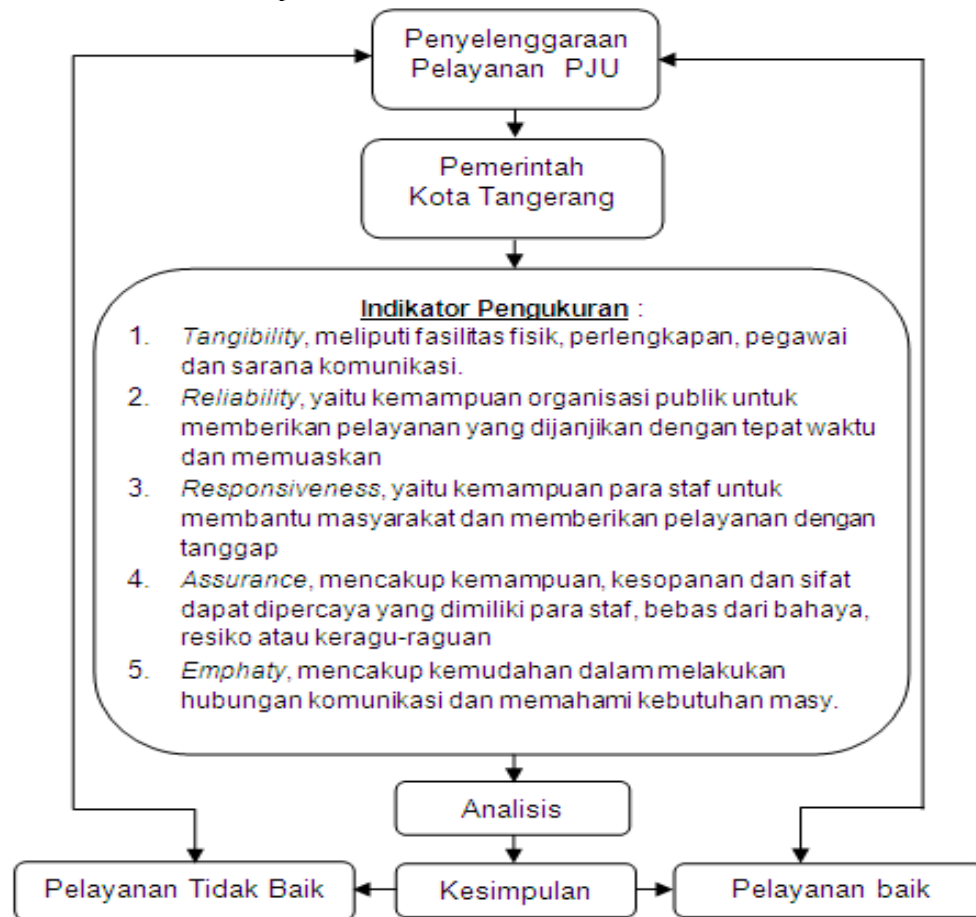 Penyelenggaraan
Pelayanan PJU
Pemerintah
Kota Tangerang
Indikator Pengukuran :
1. Tangibility, meliputi fasilitas fisik, perlengkapan, pegawai
dan sarana komunikasi.
2. Reliability, yaitu kemampuan organisasi publik untuk
memberikan pelayanan yang dijanjikan dengan tepat waktu
dan memuaskan
3. Responsiveness, yaitu kemampuan para staf untuk
membantu masyarakat dan memberikan pelayanan dengan
tanggap
4. Assurance, mencakup kemampuan, kesopanan dan sifat
dapat dipercaya yang dimiliki para staf, bebas dari bahaya,
resiko atau keragu-raguan
5. Emphaty, mencakup kemudahan dalam melakukan
hubungan komunikasi dan memahami kebutuhan masy.
Analisis
Pelayanan Tidak Baik
Kesimpulan
Pelayanan baik